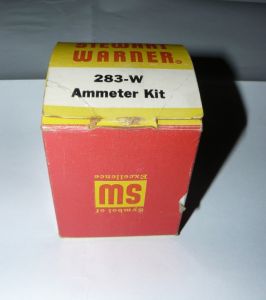 STEWART
WARNER®
283-W
Ammeter Kit
SW
Symbol of
Excellence